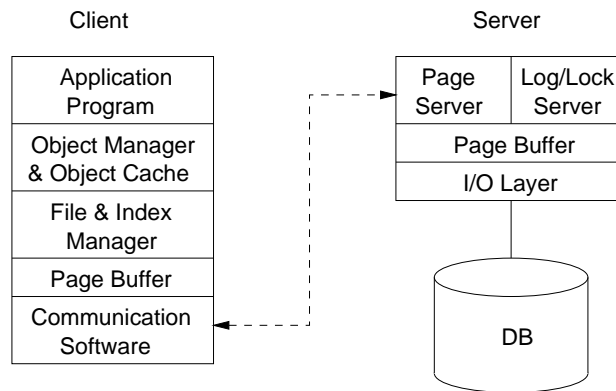 Client
Application
Program
Object Manager
& Object Cache
File & Index
Manager
Page Buffer
Communication
Software
Server
Page
Server
Log/Lock
Server
Page Buffer
I/O Layer
DB